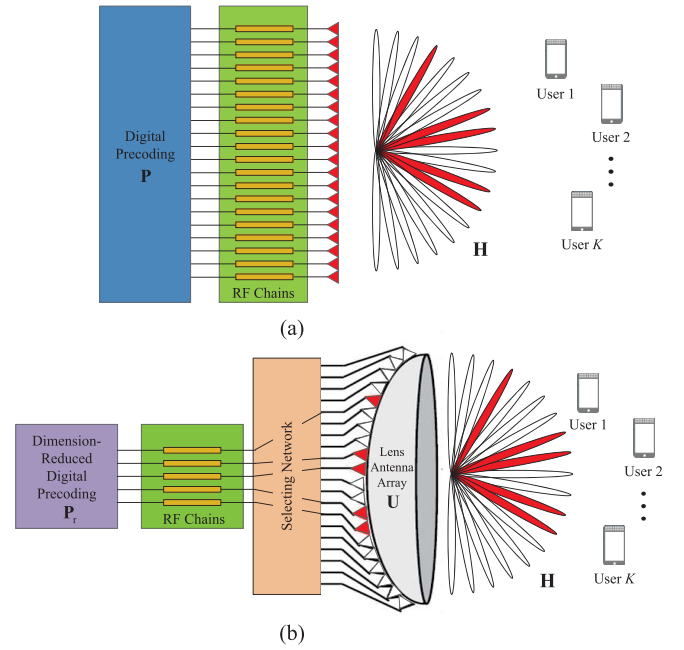 Digital
Precoding
P
RF Chains
H
User 1
User 2
User K
(a)
Dimension-
Reduced
Digital
Precoding
Pr
RF Chains
Selecting Network
Lens
Antenna
Array
U
H
User 1
User 2
User K
(b)